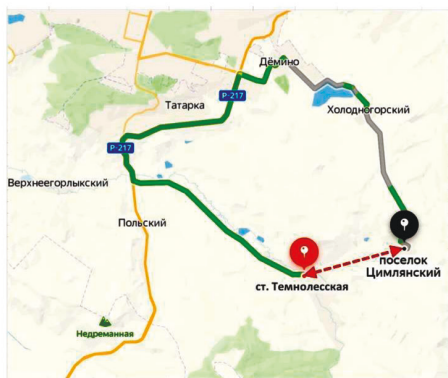 Дёмино
Р-217
Татарка
Холодногорский
Р-217
Верхнеегорлыкский
Польский
поселок
Цимлянский
ст. Темнолесская
Недреманная